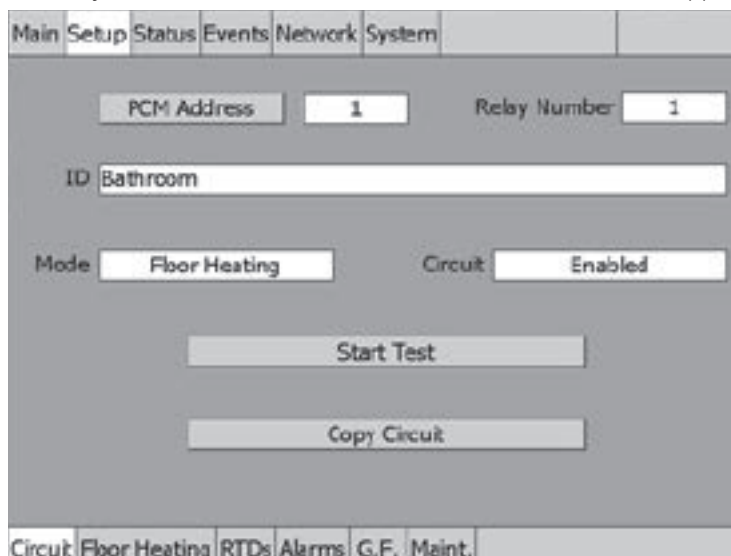 Main Setup Status Events Network System
PCM Address 1 Relay Number 1
ID Bathroom
Mode Floor Heating Circuit Enabled
Start Test
Copy Circuit
Circuit Floor Heating RTDs Alarms G.F. Maint.